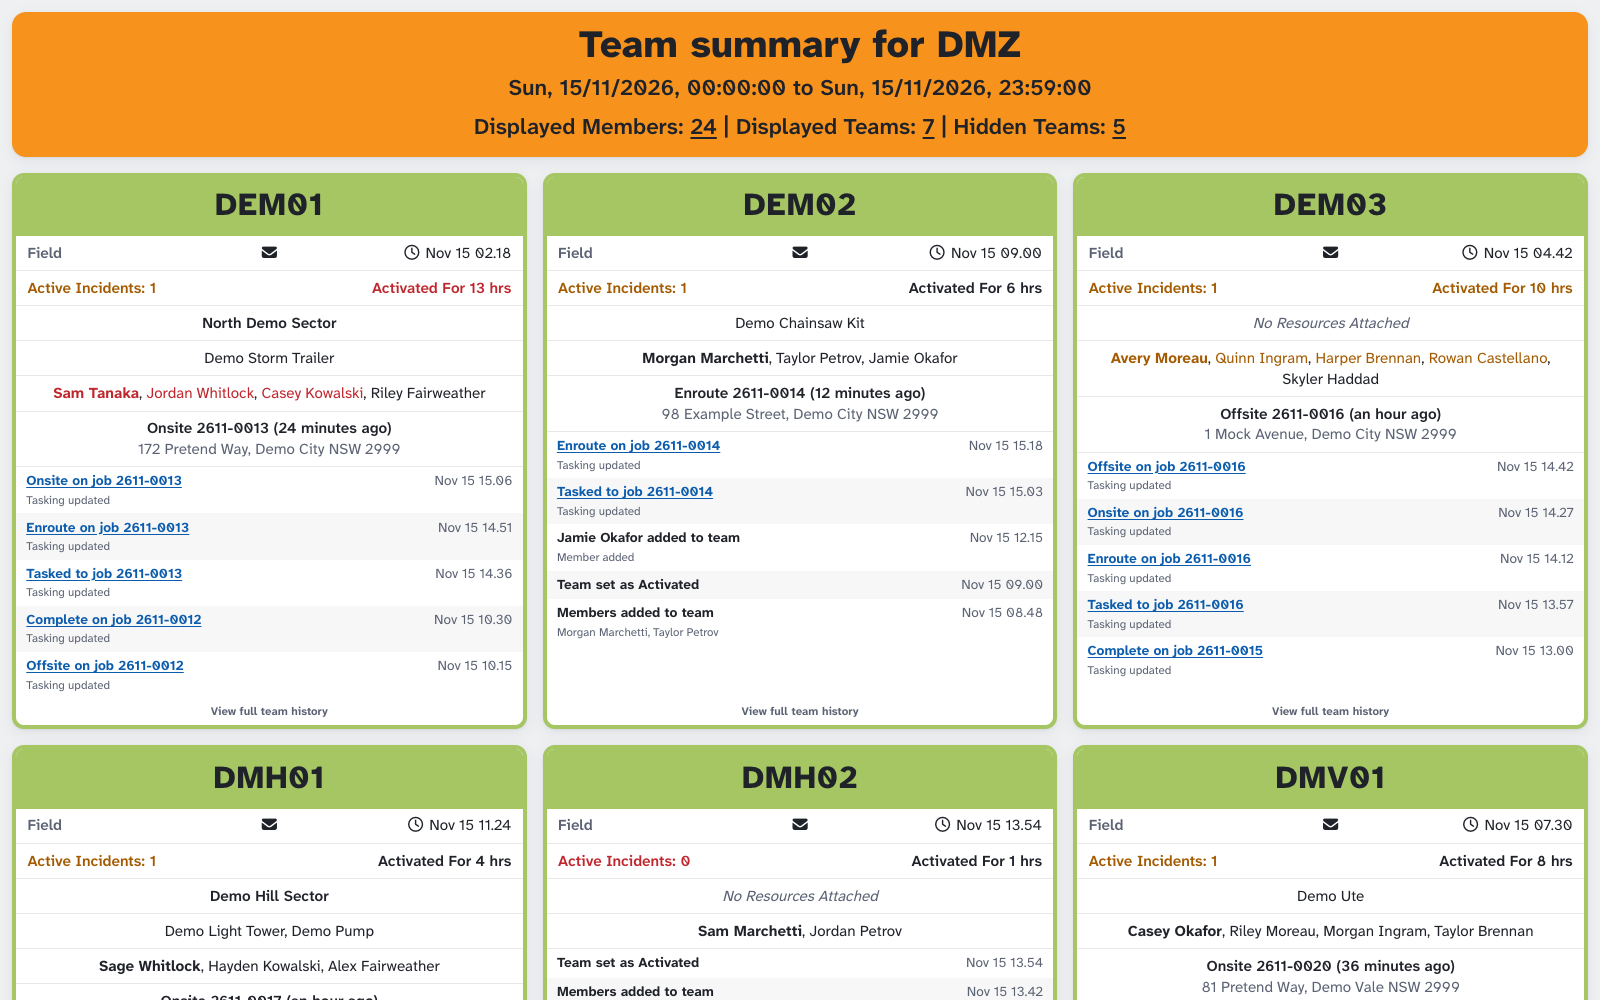 Team summary for DMZ
Sun, 15/11/2026, 00:00:00 to Sun, 15/11/2026, 23:59:00
Displayed Members: 24 | Displayed Teams: 7 | Hidden Teams: 5
DEM01
Field Nov 15 02.18
Active Incidents: 1 Activated For 13 hrs
North Demo Sector
Demo Storm Trailer
Sam Tanaka, Jordan Whitlock, Casey Kowalski, Riley Fairweather
Onsite 2611-0013 (24 minutes ago)
172 Pretend Way, Demo City NSW 2999
Onsite on job 2611-0013 Nov 15 15.06
Tasking updated
Enroute on job 2611-0013 Nov 15 14.51
Tasking updated
Tasked to job 2611-0013 Nov 15 14.36
Tasking updated
Complete on job 2611-0012 Nov 15 10.30
Tasking updated
Offsite on job 2611-0012 Nov 15 10.15
Tasking updated
View full team history
DEM02
Field Nov 15 09.00
Active Incidents: 1 Activated For 6 hrs
Demo Chainsaw Kit
Morgan Marchetti, Taylor Petrov, Jamie Okafor
Enroute 2611-0014 (12 minutes ago)
98 Example Street, Demo City NSW 2999
Enroute on job 2611-0014 Nov 15 15.18
Tasking updated
Tasked to job 2611-0014 Nov 15 15.03
Tasking updated
Jamie Okafor added to team Nov 15 12.15
Member added
Team set as Activated Nov 15 09.00
Members added to team Nov 15 08.48
Morgan Marchetti, Taylor Petrov
View full team history
DEM03
Field Nov 15 04.42
Active Incidents: 1 Activated For 10 hrs
No Resources Attached
Avery Moreau, Quinn Ingram, Harper Brennan, Rowan Castellano,
Skyler Haddad
Offsite 2611-0016 (an hour ago)
1 Mock Avenue, Demo City NSW 2999
Offsite on job 2611-0016 Nov 15 14.42
Tasking updated
Onsite on job 2611-0016 Nov 15 14.27
Tasking updated
Enroute on job 2611-0016 Nov 15 14.12
Tasking updated
Tasked to job 2611-0016 Nov 15 13.57
Tasking updated
Complete on job 2611-0015 Nov 15 13.00
Tasking updated
View full team history
DMH01
Field Nov 15 11.24
Active Incidents: 1 Activated For 4 hrs
Demo Hill Sector
Demo Light Tower, Demo Pump
Sage Whitlock, Hayden Kowalski, Alex Fairweather
Onsite 2611-0017 (an hour ago)
DMH02
Field Nov 15 13.54
Active Incidents: 0 Activated For 1 hrs
No Resources Attached
Sam Marchetti, Jordan Petrov
Team set as Activated Nov 15 13.54
Members added to team Nov 15 13.42
DMV01
Field Nov 15 07.30
Active Incidents: 1 Activated For 8 hrs
Demo Ute
Casey Okafor, Riley Moreau, Morgan Ingram, Taylor Brennan
Onsite 2611-0020 (36 minutes ago)
81 Pretend Way, Demo Vale NSW 2999